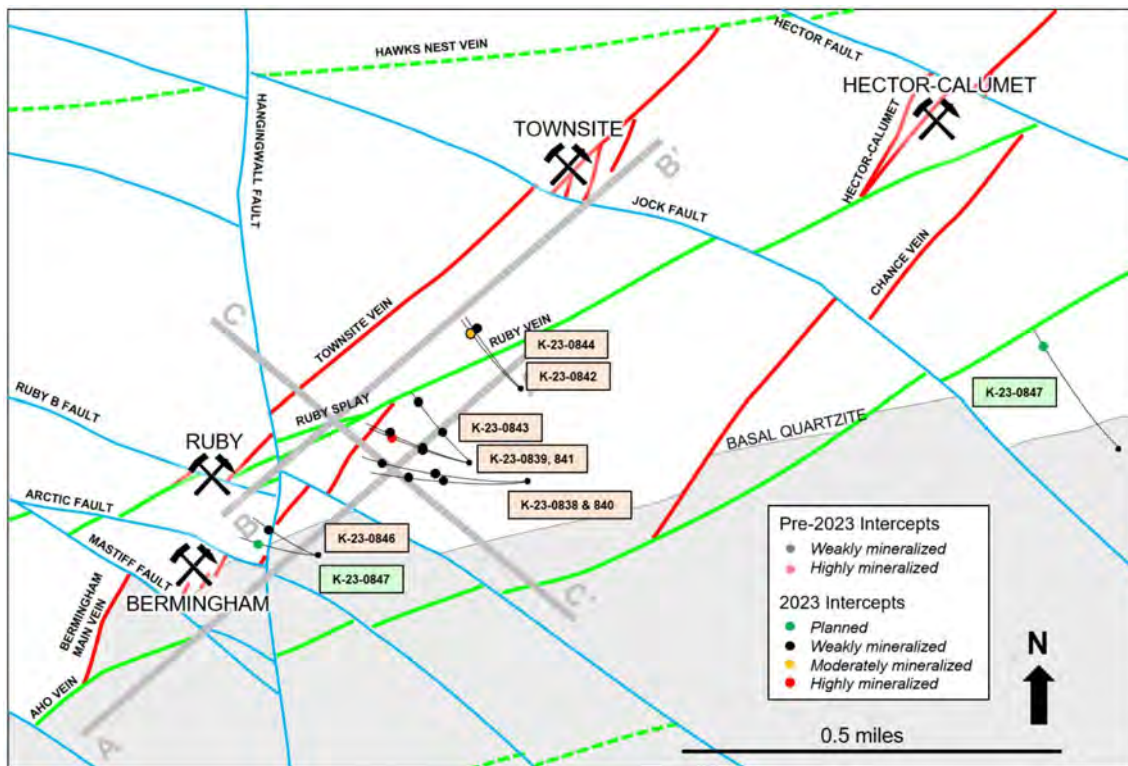 HAWKS NEST VEIN
HECTOR FAULT
HECTOR-CALUMET
TOWNSITE
HANGINGWALL FAULT
B'
HECTOR-CALUMET
JOCK FAULT
CHANCE VEIN
C
TOWNSITE VEIN
RUBY VEIN
K-23-0844
K-23-0842
K-23-0847
RUBY B FAULT
RUBY SPLAY
K-23-0843
BASAL QUARTZITE
RUBY
K-23-0839, 841
ARCTIC FAULT
K-23-0838 & 840
B
MASTIFF FAULT
K-23-0846
K-23-0847
BERMINGHAM
C'
BERMINGHAM
MAIN VEIN
AHO VEIN
A
Pre-2023 Intercepts
Weakly mineralized
Highly mineralized
2023 Intercepts
Planned
Weakly mineralized
Moderately mineralized
Highly mineralized
N
0.5 miles